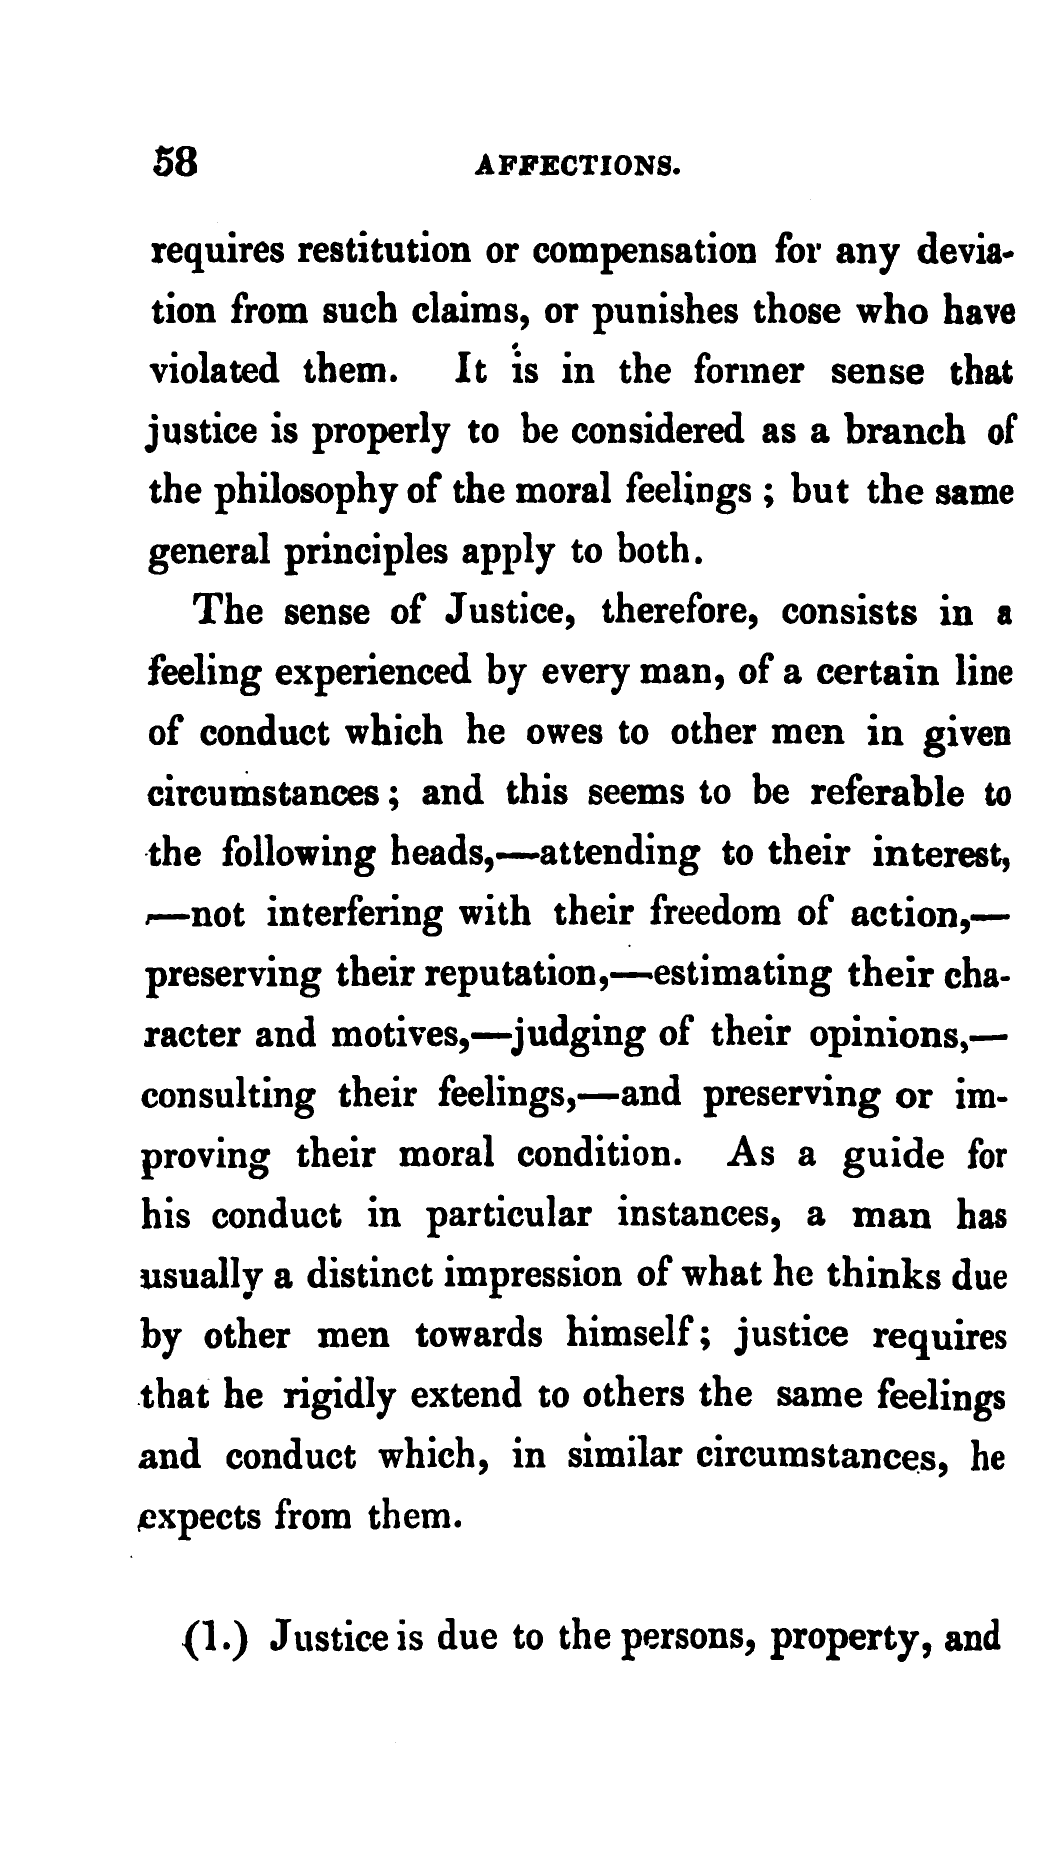 58 AFFECTIONS.
requires restitution or compensation for any devia-
tion from such claims, or punishes those who have
violated them. It is in the former sense that
justice is properly to be considered as a branch of
the philosophy of the moral feelings ; but the same
general principles apply to both.
The sense of Justice, therefore, consists in a
feeling experienced by every man, of a certain line
of conduct which he owes to other men in given
circumstances ; and this seems to be referable to
the following heads,—attending to their interest,
—not interfering with their freedom of action,—
preserving their reputation,—estimating their cha-
racter and motives,—judging of their opinions,—
consulting their feelings,—and preserving or im-
proving their moral condition. As a guide for
his conduct in particular instances, a man has
usually a distinct impression of what he thinks due
by other men towards himself ; justice requires
that he rigidly extend to others the same feelings
and conduct which, in similar circumstances, he
expects from them.
(1.) Justice is due to the persons, property, and